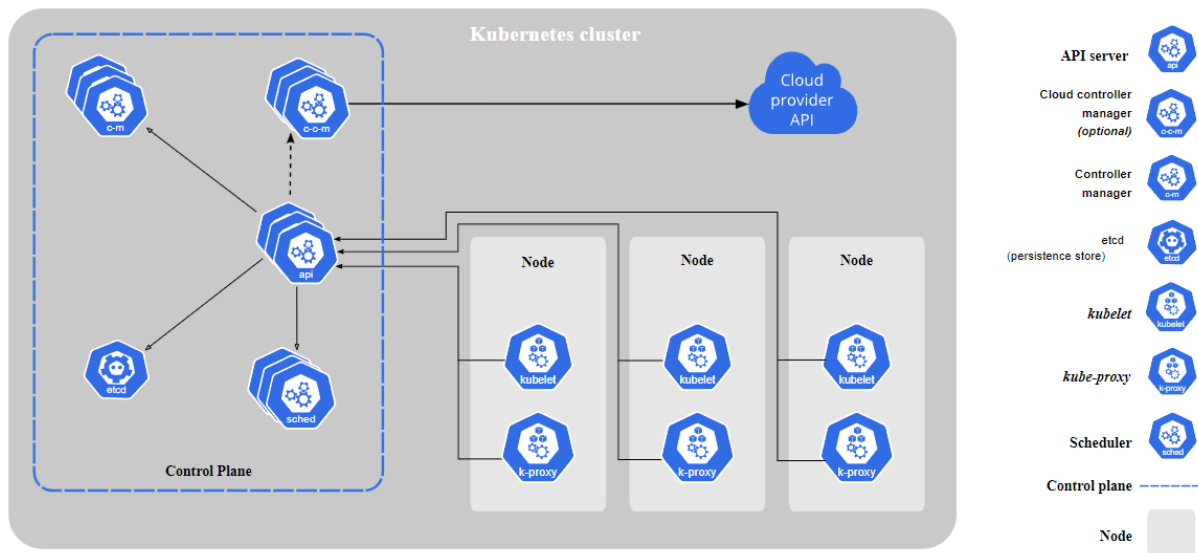 Kubernetes cluster
c-m
c-c-m
Cloud
provider
API
api
etcd
sched
Control Plane
Node
kubelet
k-proxy
Node
kubelet
k-proxy
Node
kubelet
k-proxy
API server
api
Cloud controller
manager
(optional)
c-c-m
Controller
manager
c-m
etcd
(persistence store)
etcd
kubelet
kubelet
kube-proxy
k-proxy
Scheduler
sched
Control plane
Node